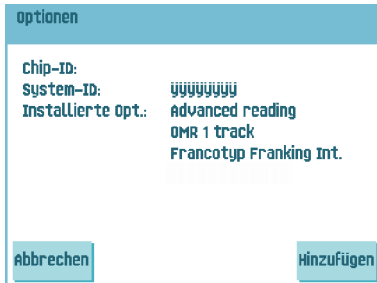 Optionen
Chip-ID:
System-ID: ÿÿÿÿÿÿÿÿ
Installierte Opt.: Advanced reading
OMR 1 track
Francotyp Franking Int.
Abbrechen Hinzufügen